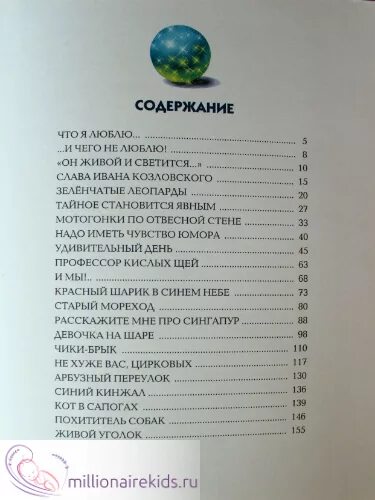 СОДЕРЖАНИЕ
ЧТО Я ЛЮБЛЮ... 5
...И ЧЕГО НЕ ЛЮБЛЮ! 8
«ОН ЖИВОЙ И СВЕТИТСЯ...» 10
СЛАВА ИВАНА КОЗЛОВСКОГО 15
ЗЕЛЁНЧАТЫЕ ЛЕОПАРДЫ 20
ТАЙНОЕ СТАНОВИТСЯ ЯВНЫМ 27
МОТОГОНКИ ПО ОТВЕСНОЙ СТЕНЕ 33
НАДО ИМЕТЬ ЧУВСТВО ЮМОРА 40
УДИВИТЕЛЬНЫЙ ДЕНЬ 45
ПРОФЕССОР КИСЛЫХ ЩЕЙ 63
И МЫ!.. 68
КРАСНЫЙ ШАРИК В СИНЕМ НЕБЕ 73
СТАРЫЙ МОРЕХОД 80
РАССКАЖИТЕ МНЕ ПРО СИНГАПУР 88
ДЕВОЧКА НА ШАРЕ 98
ЧИКИ-БРЫК 110
НЕ ХУЖЕ ВАС, ЦИРКОВЫХ 117
АРБУЗНЫЙ ПЕРЕУЛОК 130
СИНИЙ КИНЖАЛ 136
КОТ В САПОГАХ 139
ПОХИТИТЕЛЬ СОБАК 146
ЖИВОЙ УГОЛОК 155
millionairekids.ru